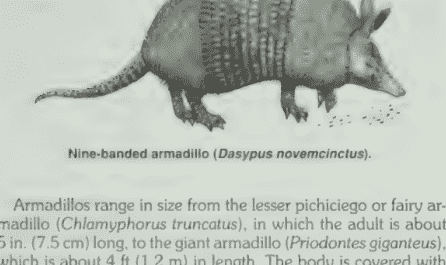 Nine-banded armadillo (Dasypus novemcinctus).
Armadillos range in size from the lesser pichiciego or fairy ar-
madillo (Chlamyphorus truncatus), in which the adult is about
5 in. (7.5 cm) long, to the giant armadillo (Priodontes giganteus),
which is about 4 ft (1.2 m) in length. The body is covered with